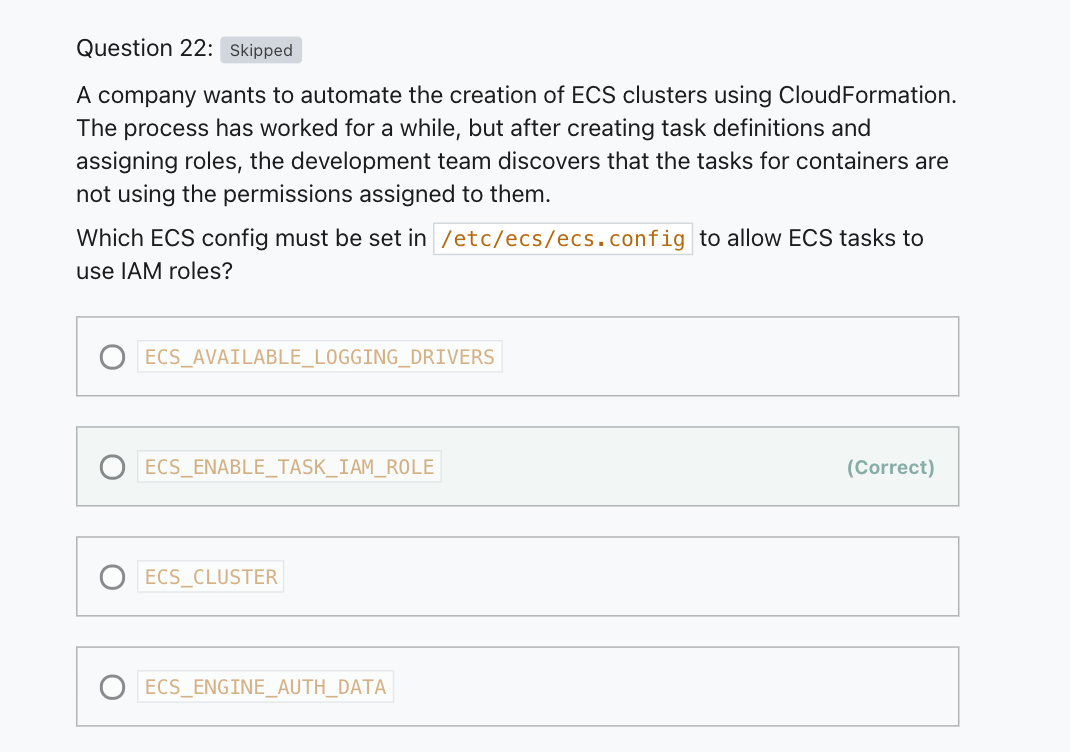 Question 22: Skipped
A company wants to automate the creation of ECS clusters using CloudFormation.
The process has worked for a while, but after creating task definitions and
assigning roles, the development team discovers that the tasks for containers are
not using the permissions assigned to them.
Which ECS config must be set in /etc/ecs/ecs.config to allow ECS tasks to
use IAM roles?
ECS_AVAILABLE_LOGGING_DRIVERS
ECS_ENABLE_TASK_IAM_ROLE (Correct)
ECS_CLUSTER
ECS_ENGINE_AUTH_DATA